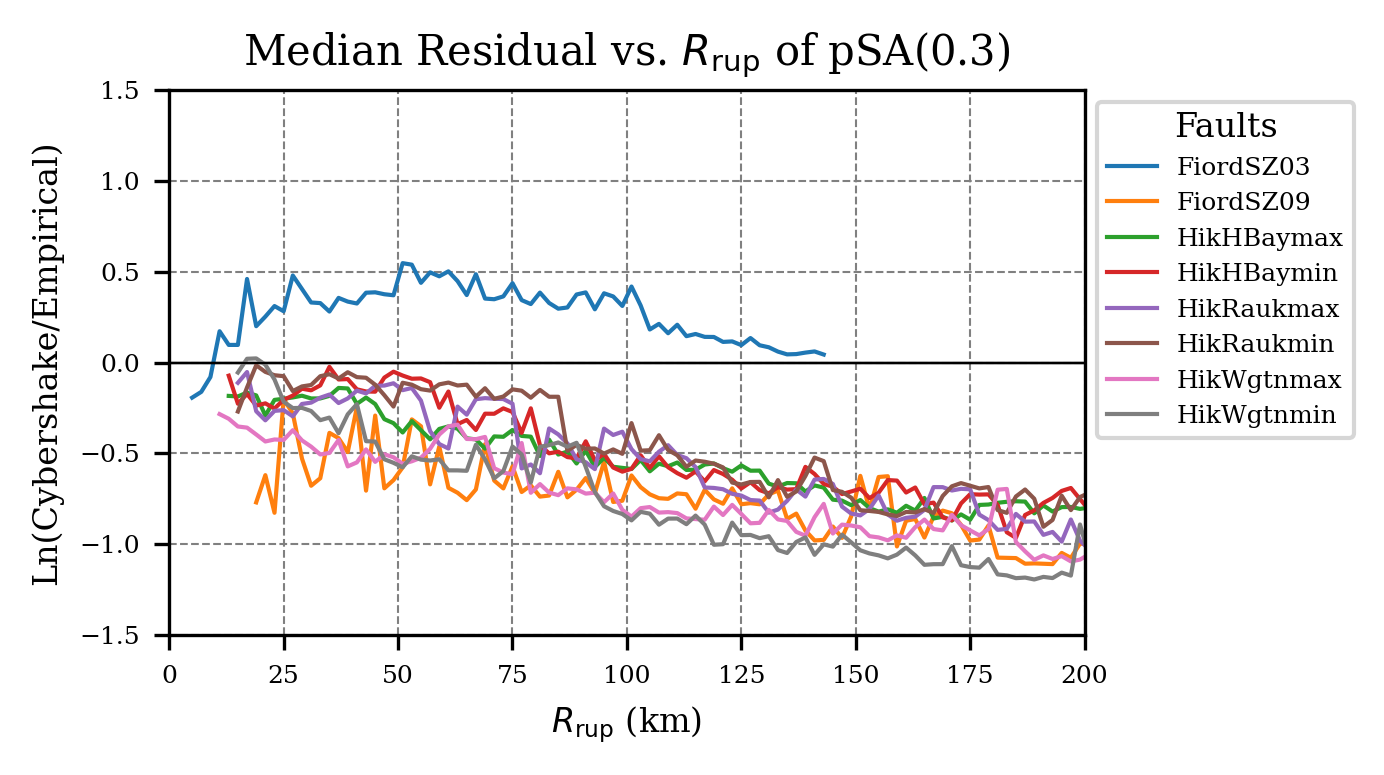 Median Residual vs. R_rup of pSA(0.3)
Ln(Cybershake/Empirical)
1.5
1.0
0.5
0.0
−0.5
−1.0
−1.5
0 25 50 75 100 125 150 175 200
R_rup (km)
Faults
FiordSZ03
FiordSZ09
HikHBaymax
HikHBaymin
HikRaukmax
HikRaukmin
HikWgtnmax
HikWgtnmin